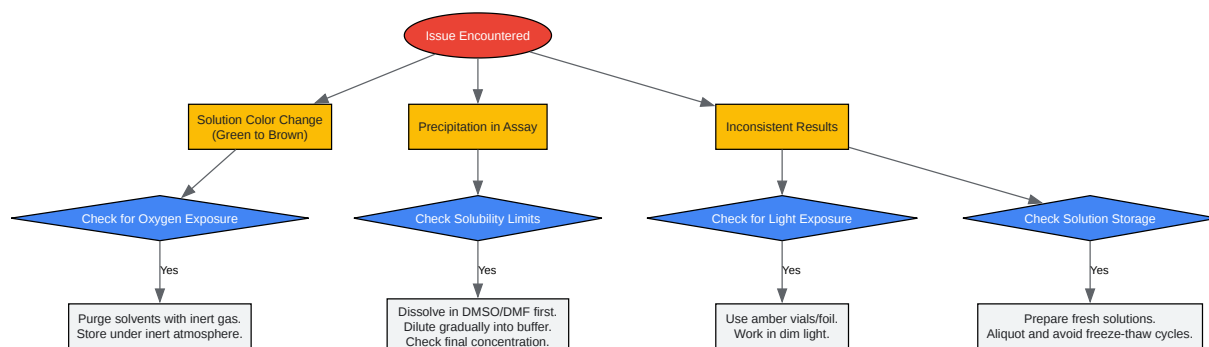 Issue Encountered
Solution Color Change
(Green to Brown)
Precipitation in Assay
Inconsistent Results
Check for Oxygen Exposure
Check Solubility Limits
Check for Light Exposure
Check Solution Storage
Yes
Yes
Yes
Yes
Purge solvents with inert gas.
Store under inert atmosphere.
Dissolve in DMSO/DMF first.
Dilute gradually into buffer.
Check final concentration.
Use amber vials/foil.
Work in dim light.
Prepare fresh solutions.
Aliquot and avoid freeze-thaw cycles.